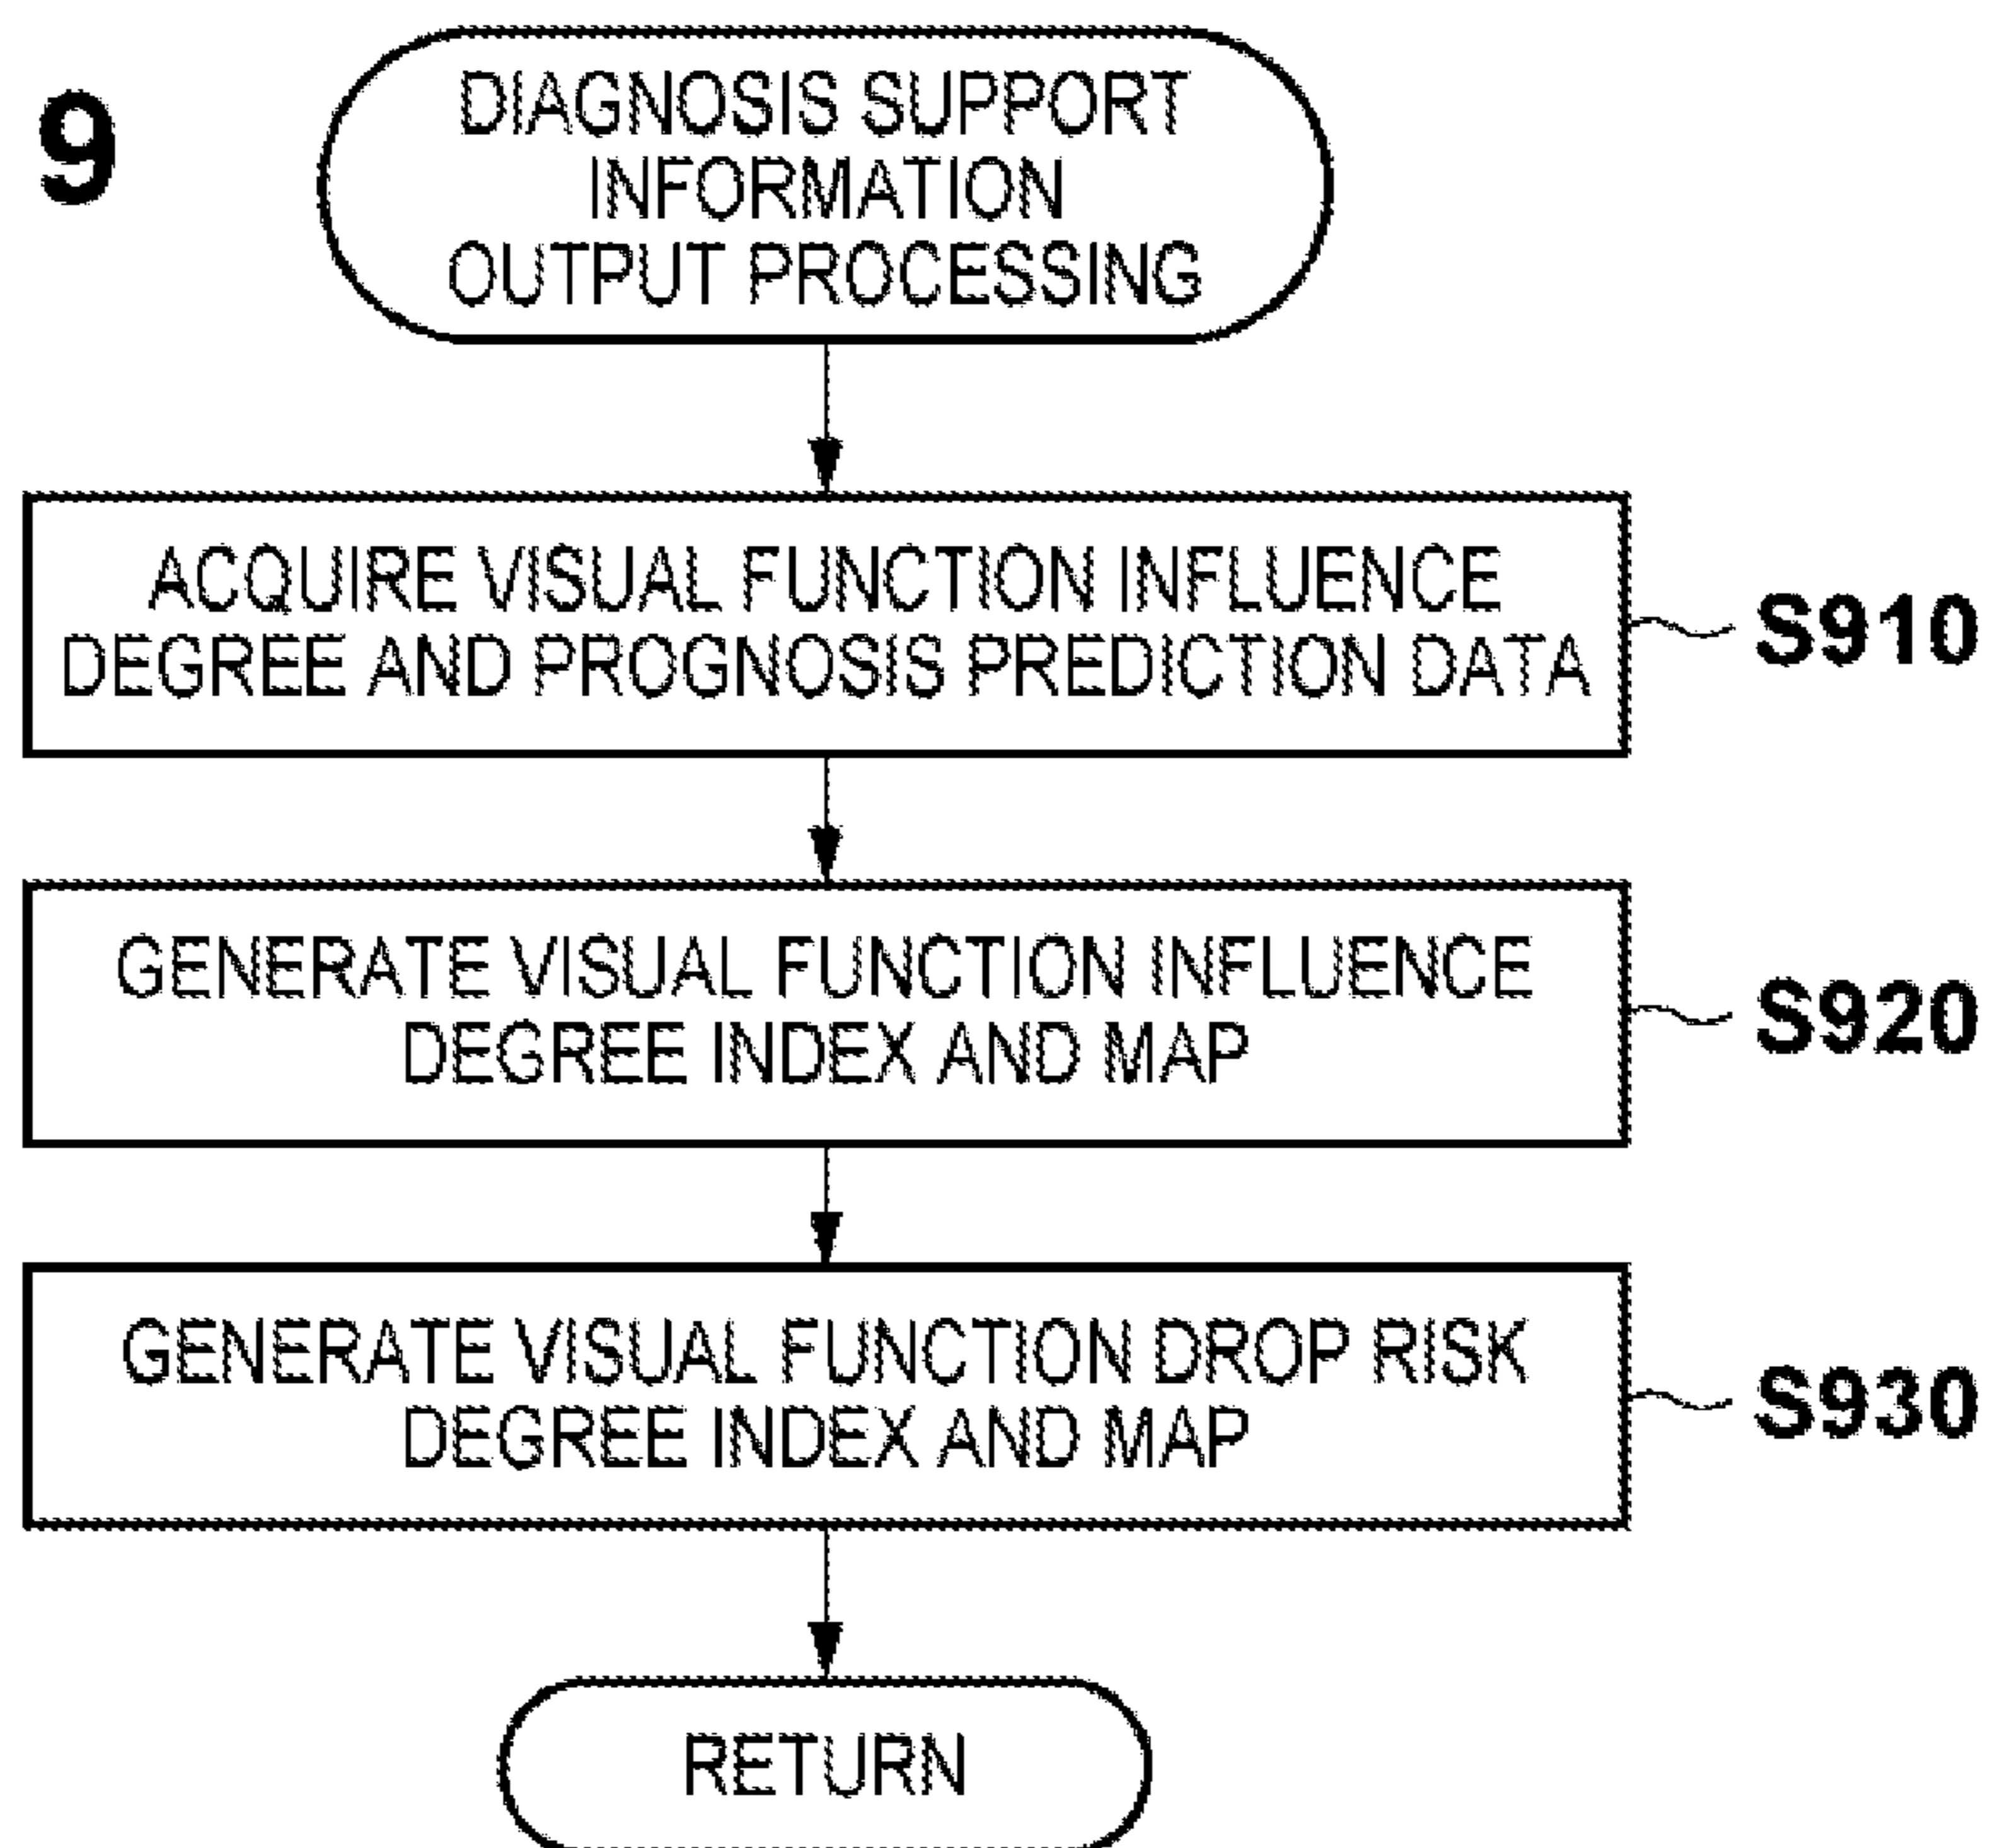 9
DIAGNOSIS SUPPORT
INFORMATION
OUTPUT PROCESSING
ACQUIRE VISUAL FUNCTION INFLUENCE
DEGREE AND PROGNOSIS PREDICTION DATA
S910
GENERATE VISUAL FUNCTION INFLUENCE
DEGREE INDEX AND MAP
S920
GENERATE VISUAL FUNCTION DROP RISK
DEGREE INDEX AND MAP
S930
RETURN